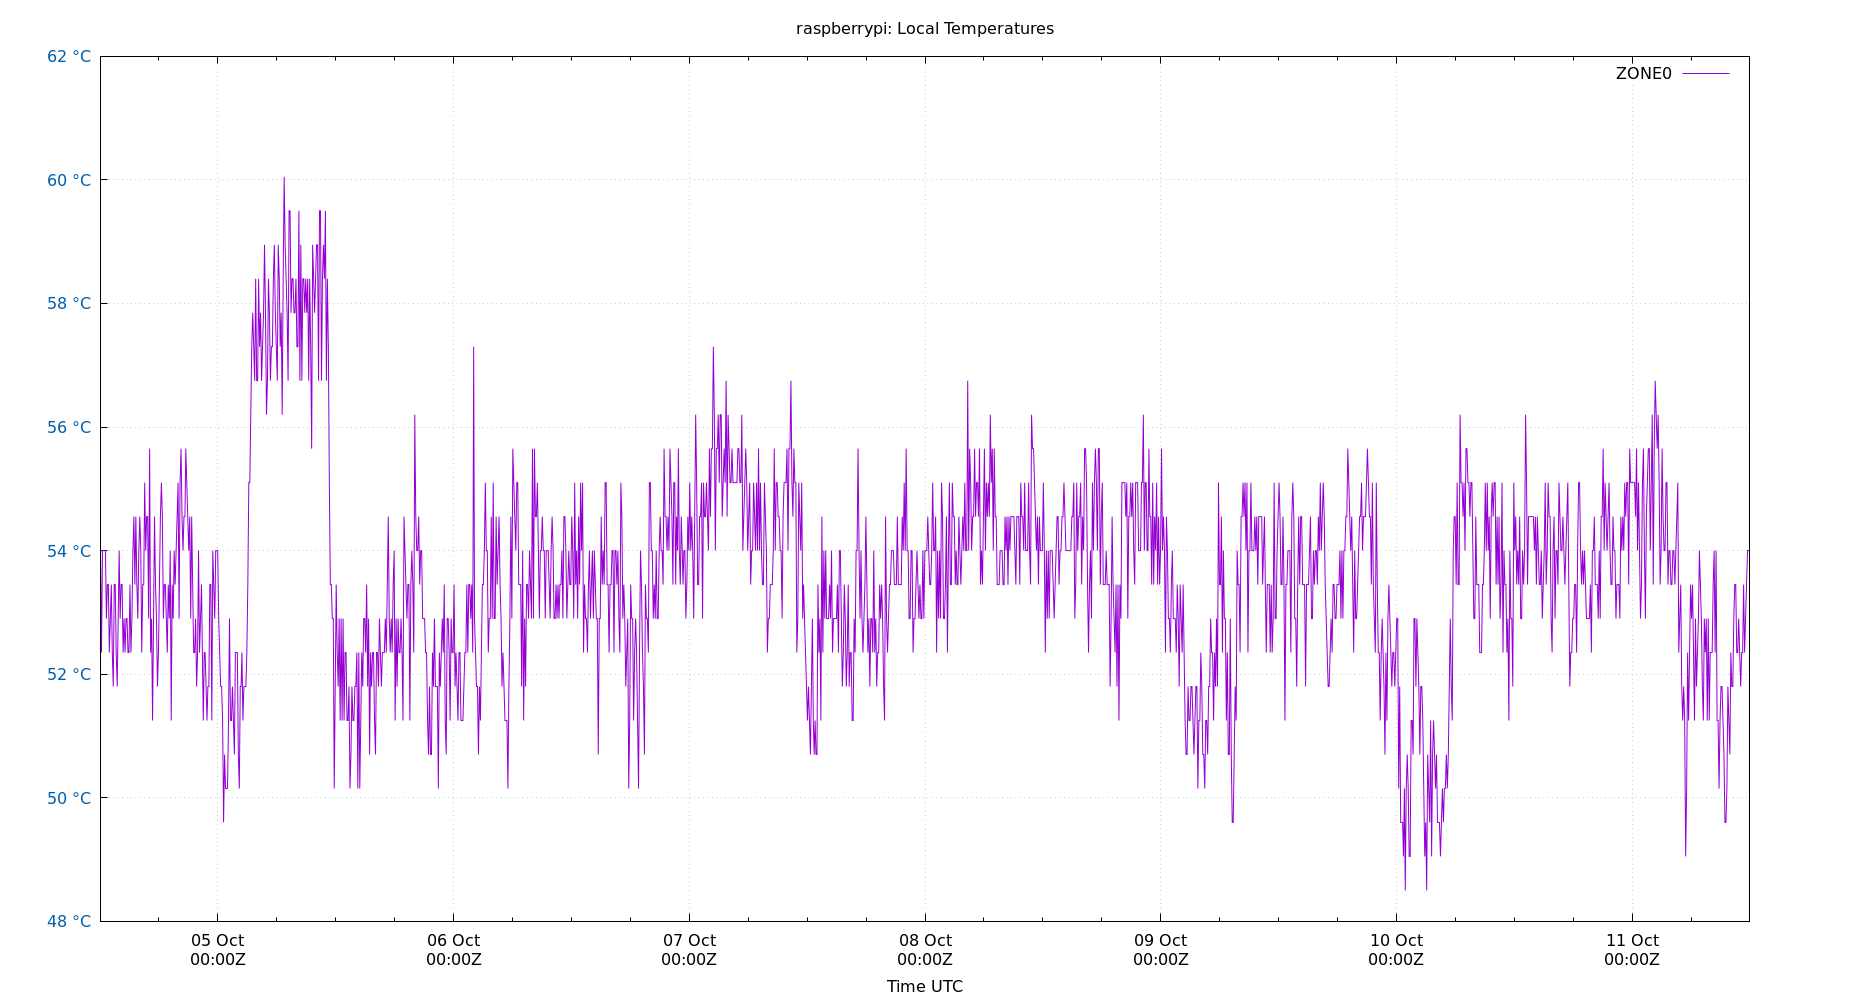 raspberrypi: Local Temperatures
62 °C
ZONE0
60 °C
58 °C
56 °C
54 °C
52 °C
50 °C
48 °C
05 Oct 06 Oct 07 Oct 08 Oct 09 Oct 10 Oct 11 Oct
00:00Z 00:00Z 00:00Z 00:00Z 00:00Z 00:00Z 00:00Z
Time UTC